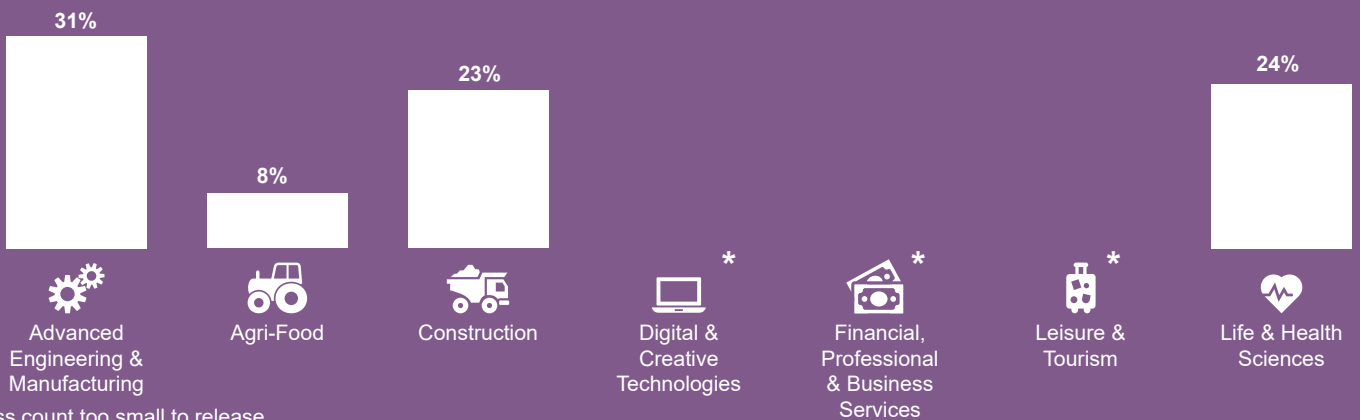 31%
8%
23%
24%
*
*
*
Advanced
Engineering &
Manufacturing
Agri-Food
Construction
Digital &
Creative
Technologies
Financial,
Professional
& Business
Services
Leisure &
Tourism
Life & Health
Sciences
count too small to release